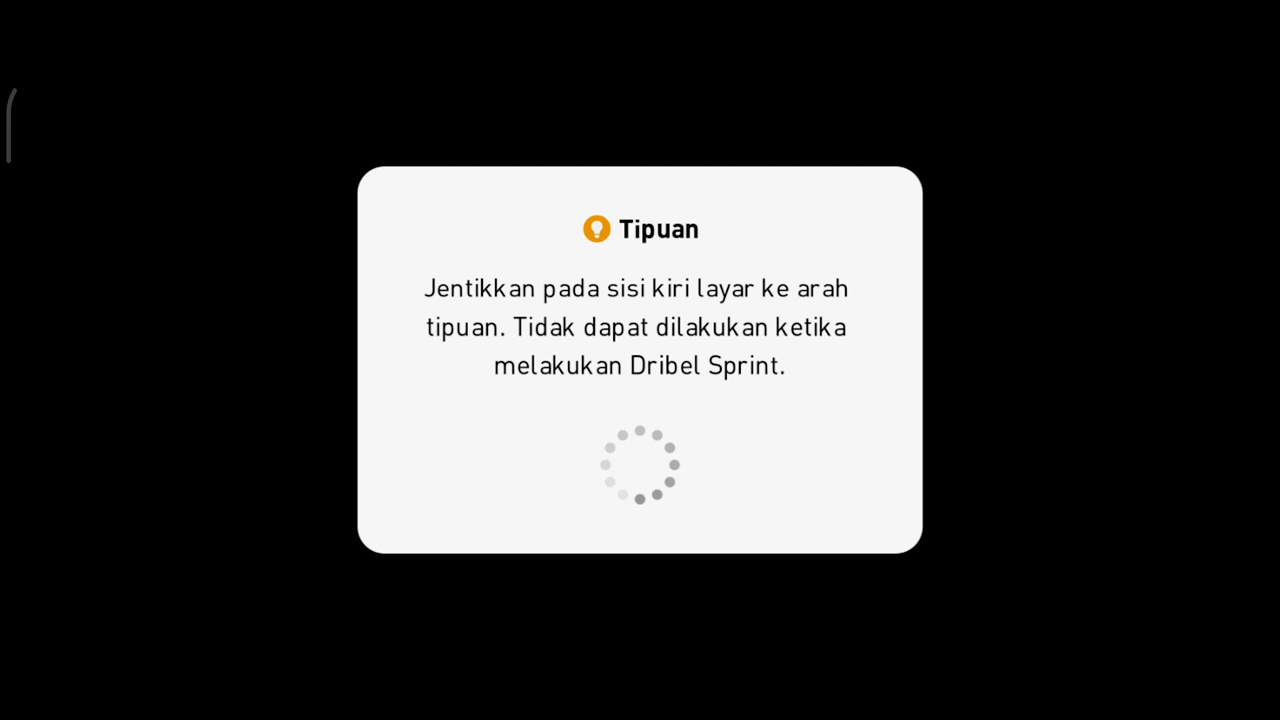 Tipuan
Jentikkan pada sisi kiri layar ke arah
tipuan. Tidak dapat dilakukan ketika
melakukan Dribel Sprint.